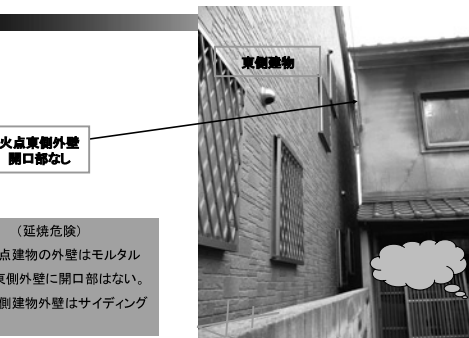 東側建物
火点東側外壁
開口部なし
（延焼危険）
点建物の外壁はモルタル
東側外壁に開口部はない。
側建物外壁はサイディング